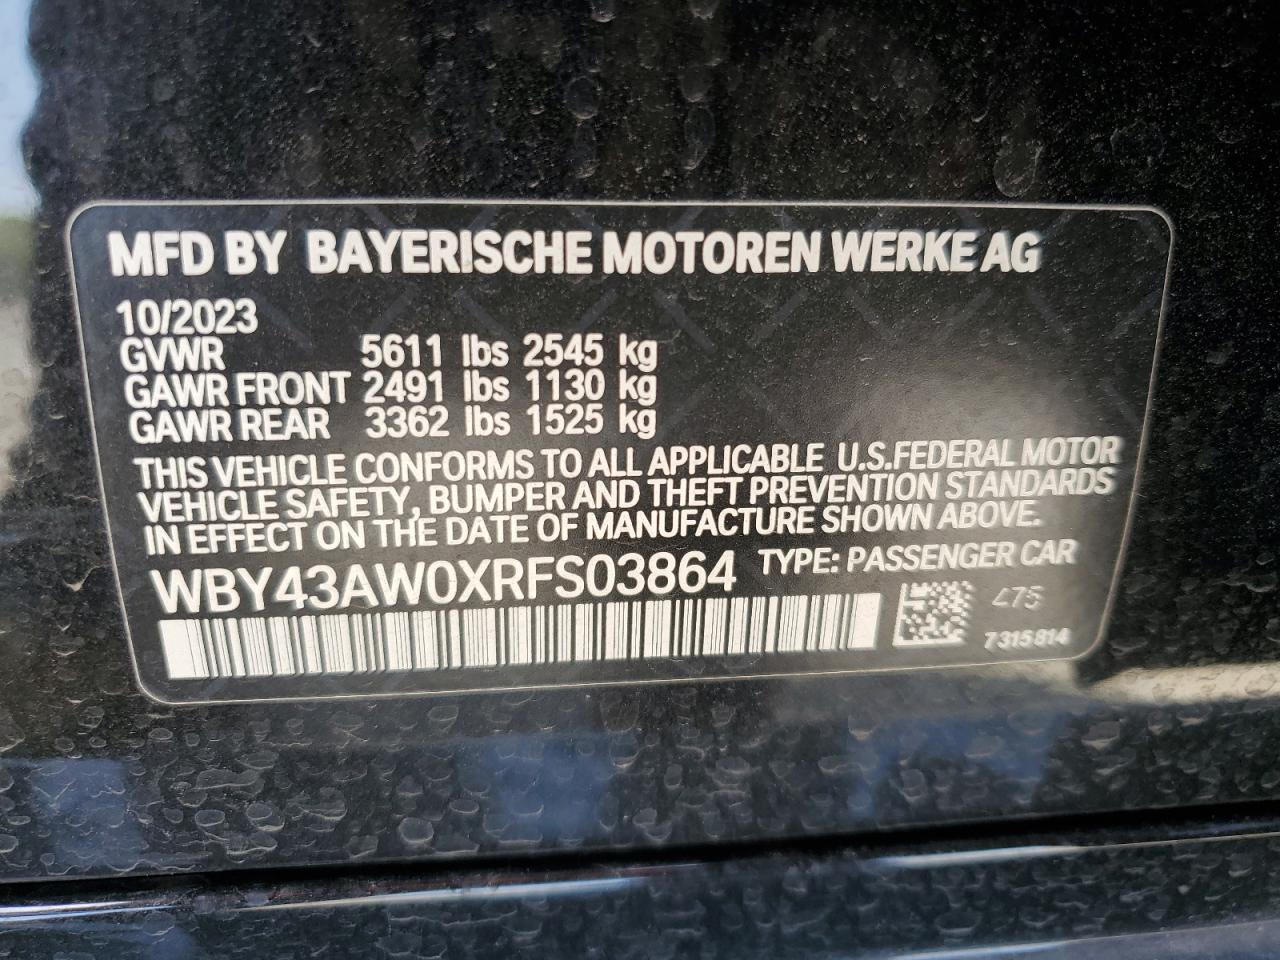 MFD BY BAYERISCHE MOTOREN WERKE AG
10/2023
GVWR 5611 lbs 2545 kg
GAWR FRONT 2491 lbs 1130 kg
GAWR REAR 3362 lbs 1525 kg
THIS VEHICLE CONFORMS TO ALL APPLICABLE U.S.FEDERAL MOTOR
VEHICLE SAFETY, BUMPER AND THEFT PREVENTION STANDARDS
IN EFFECT ON THE DATE OF MANUFACTURE SHOWN ABOVE.
WBY43AW0XRFS03864 TYPE: PASSENGER CAR
475
7315814